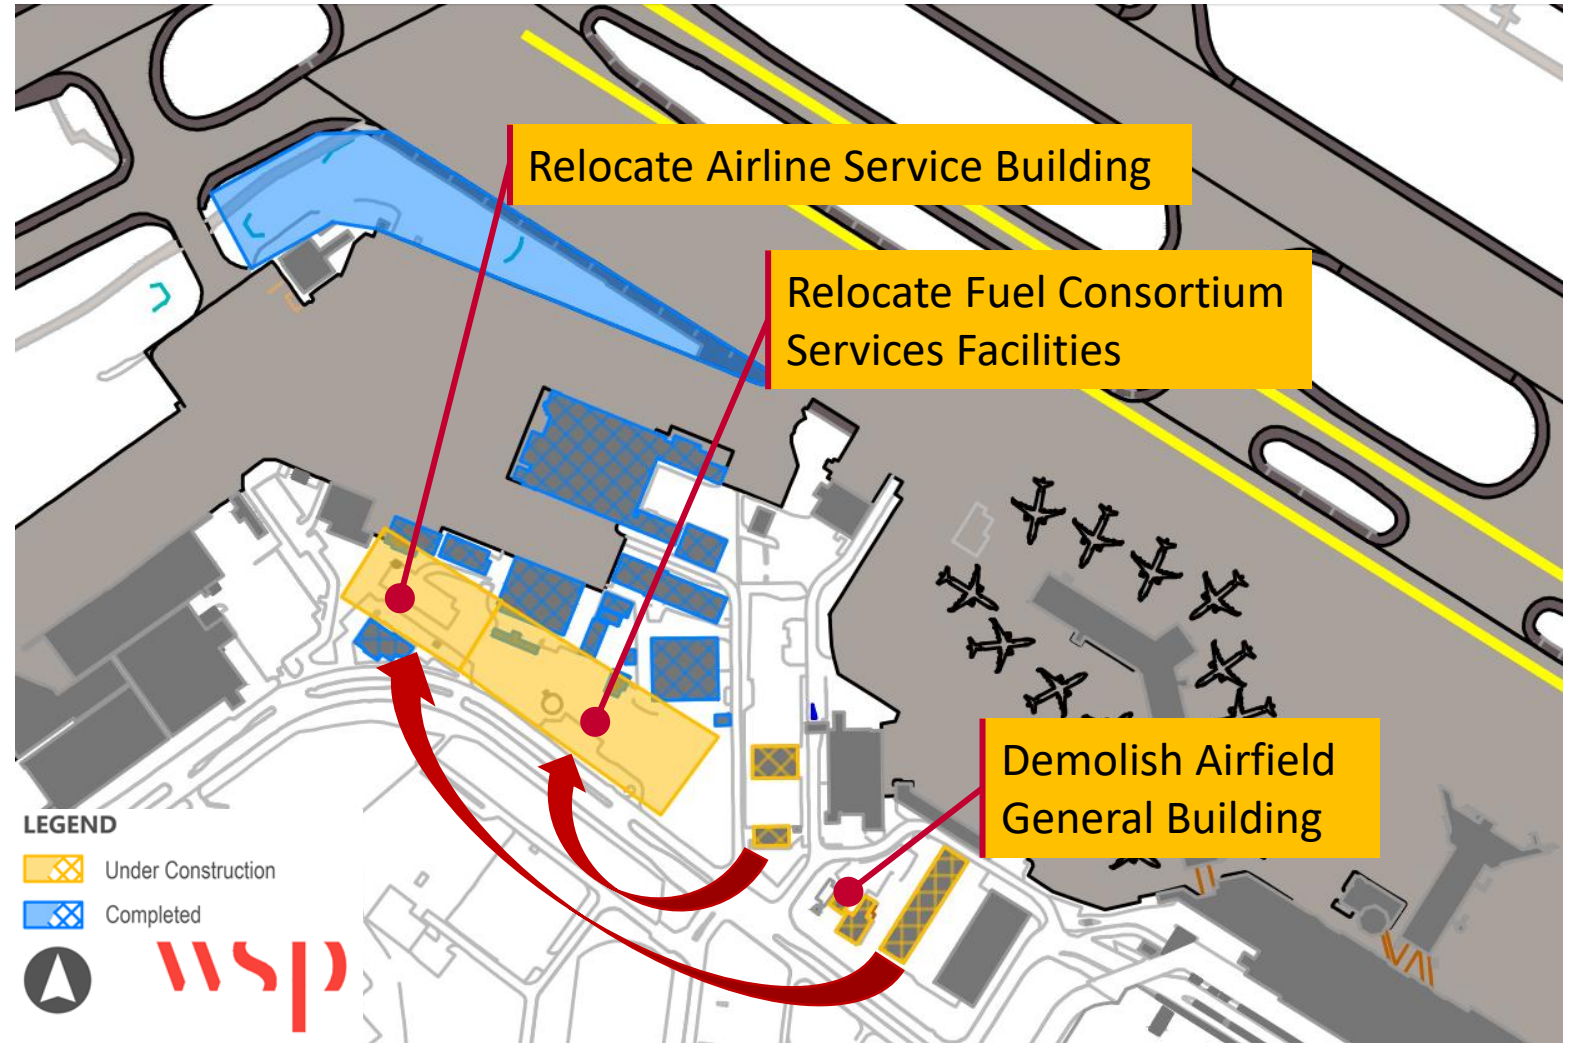 Relocate Airline Service Building
Relocate Fuel Consortium
Services Facilities
Demolish Airfield
General Building
LEGEND
Under Construction
Completed
wsp